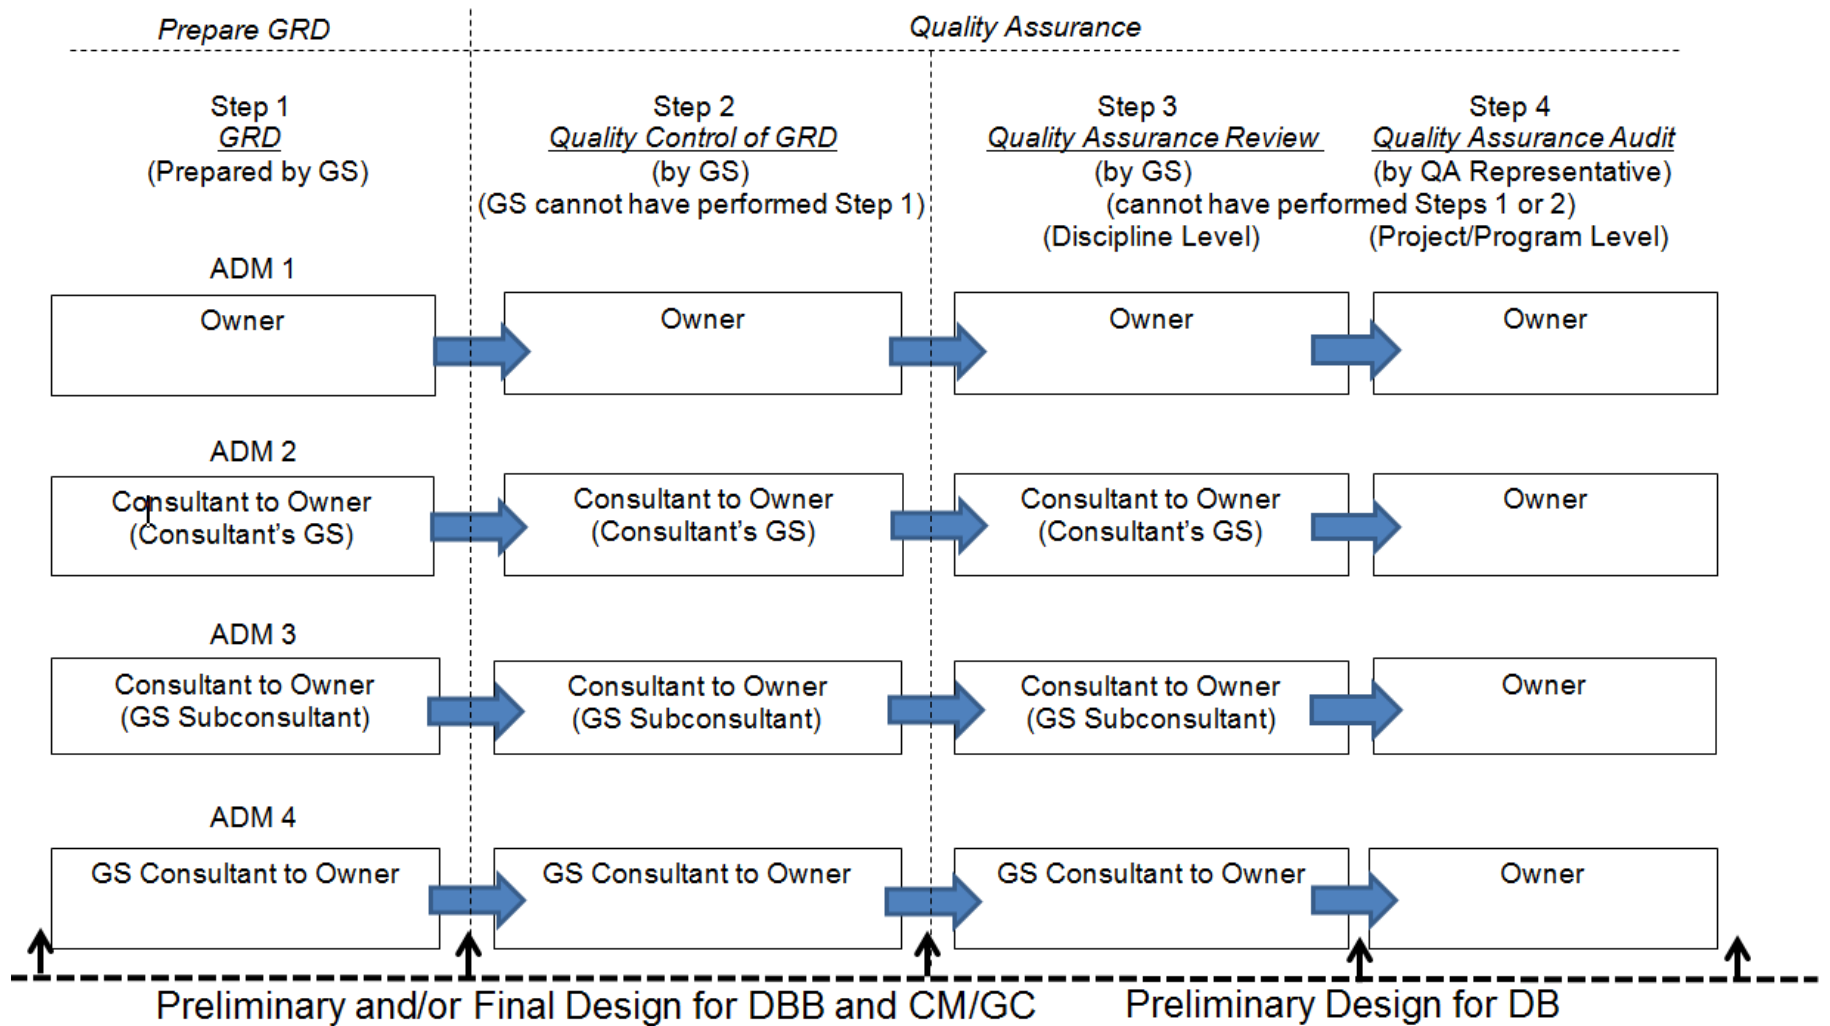 Prepare GRD
Quality Assurance
Step 1
GRD
(Prepared by GS)
Step 2
Quality Control of GRD
(by GS)
(GS cannot have performed Step 1)
Step 3
Quality Assurance Review
(by GS)
Step 4
Quality Assurance Audit
(by QA Representative)
(cannot have performed Steps 1 or 2)
(Discipline Level)
(Project/Program Level)
ADM 1
Owner
Owner
Owner
Owner
ADM 2
Consultant to Owner
(Consultant's GS)
Consultant to Owner
(Consultant's GS)
Consultant to Owner
(Consultant's GS)
Owner
ADM 3
Consultant to Owner
(GS Subconsultant)
Consultant to Owner
(GS Subconsultant)
Consultant to Owner
(GS Subconsultant)
Owner
ADM 4
GS Consultant to Owner
GS Consultant to Owner
GS Consultant to Owner
Owner
Preliminary and/or Final Design for DBB and CM/GC
Preliminary Design for DB